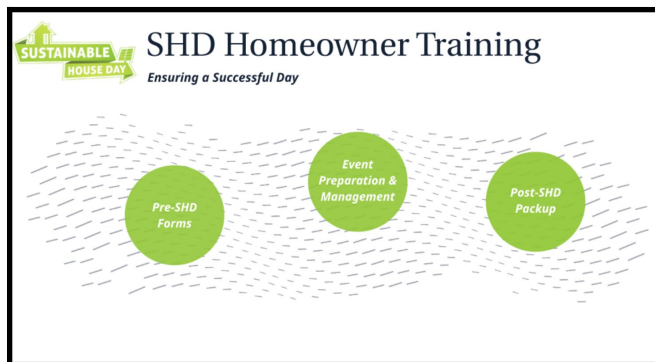 SUSTAINABLE
HOUSE DAY
SHD Homeowner Training
Ensuring a Successful Day
Pre-SHD
Forms
Event
Preparation &
Management
Post-SHD
Packup